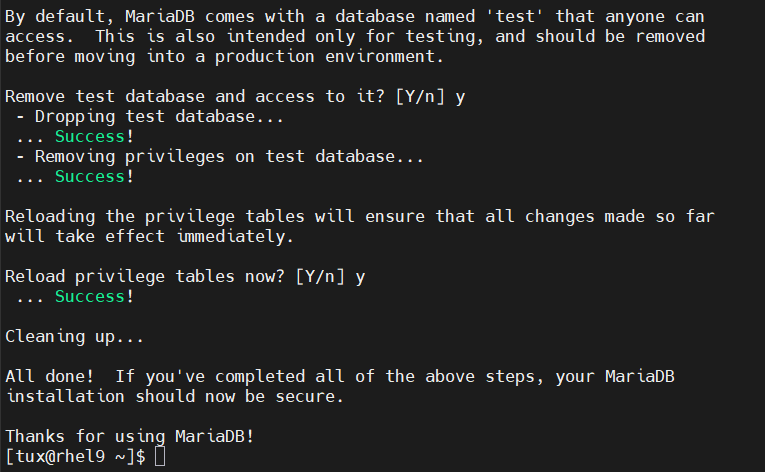 By default, MariaDB comes with a database named 'test' that anyone can
access.  This is also intended only for testing, and should be removed
before moving into a production environment.

Remove test database and access to it? [Y/n] y
 - Dropping test database...
 ... Success!
 - Removing privileges on test database...
 ... Success!

Reloading the privilege tables will ensure that all changes made so far
will take effect immediately.

Reload privilege tables now? [Y/n] y
 ... Success!

Cleaning up...

All done!  If you've completed all of the above steps, your MariaDB
installation should now be secure.

Thanks for using MariaDB!
[tux@rhel9 ~]$